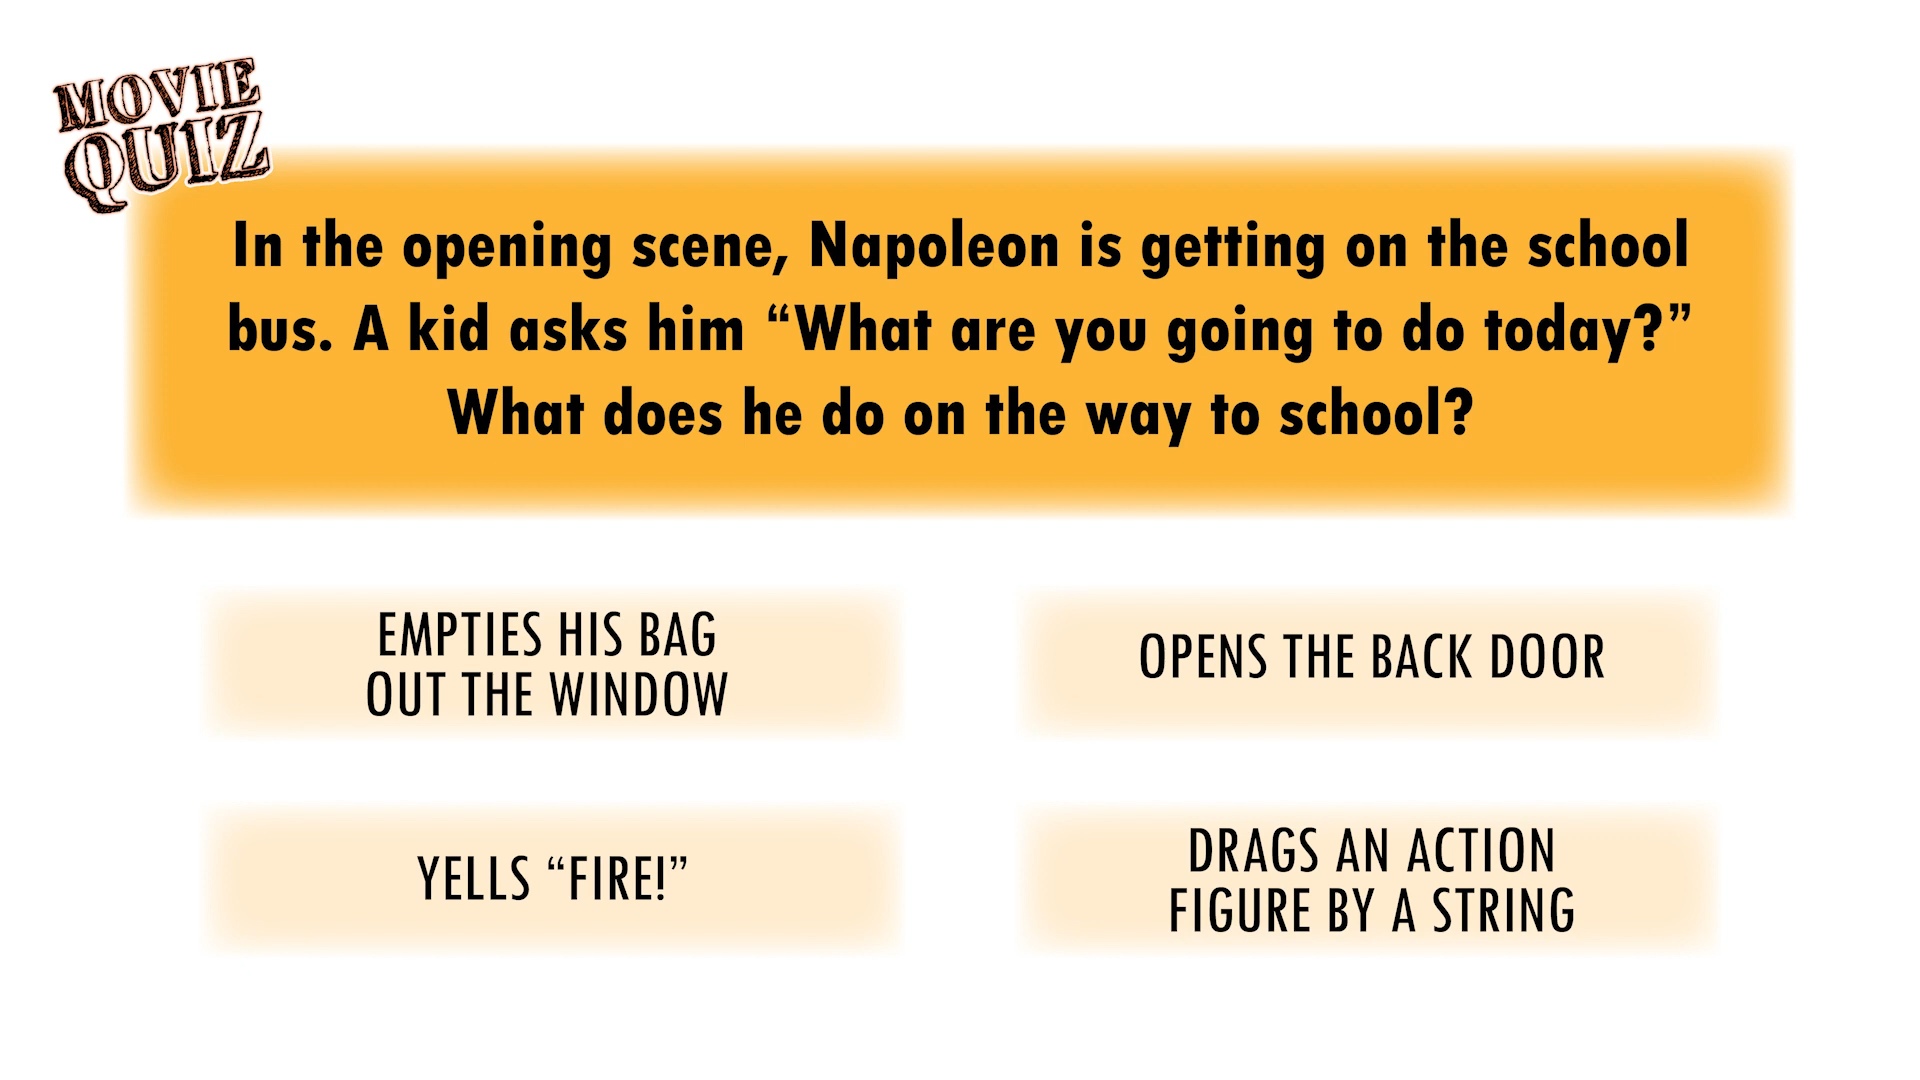 MOVIE
QUIZ
In the opening scene, Napoleon is getting on the school
bus. A kid asks him “What are you going to do today?”
What does he do on the way to school?
EMPTIES HIS BAG
OUT THE WINDOW
OPENS THE BACK DOOR
YELLS “FIRE!”
DRAGS AN ACTION
FIGURE BY A STRING